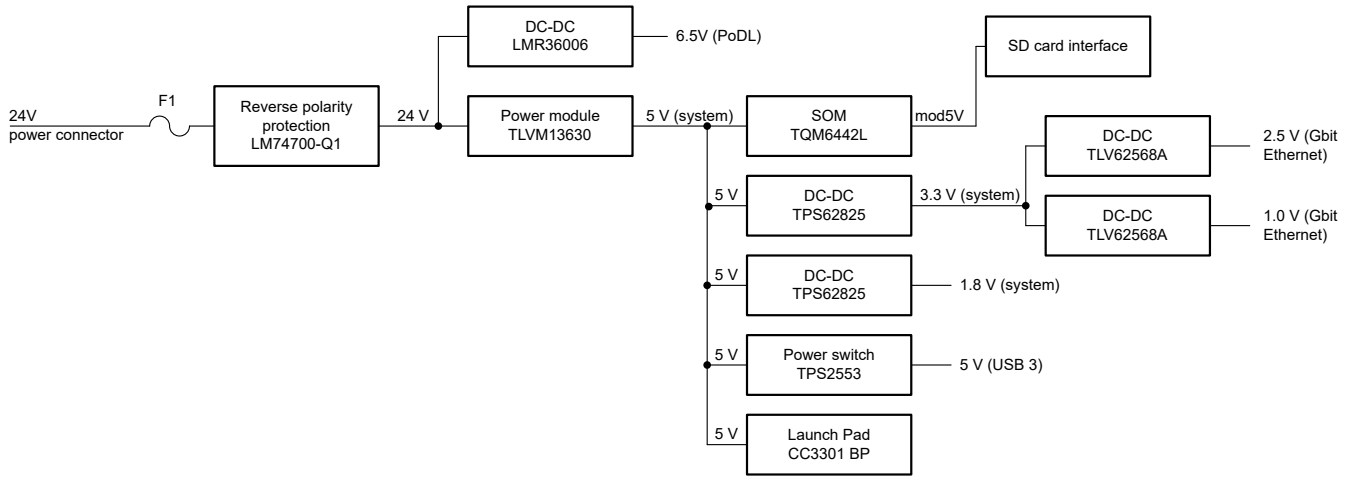 DC-DC
LMR36006
6.5V (PoDL)
SD card interface
24V
power connector
F1
Reverse polarity
protection
LM74700-Q1
24 V
Power module
TLVM13630
5 V (system)
SOM
TQM6442L
mod5V
DC-DC
TLV62568A
2.5 V (Gbit
Ethernet)
5 V
DC-DC
TPS62825
3.3 V (system)
DC-DC
TLV62568A
1.0 V (Gbit
Ethernet)
5 V
DC-DC
TPS62825
1.8 V (system)
5 V
Power switch
TPS2553
5 V (USB 3)
5 V
Launch Pad
CC3301 BP